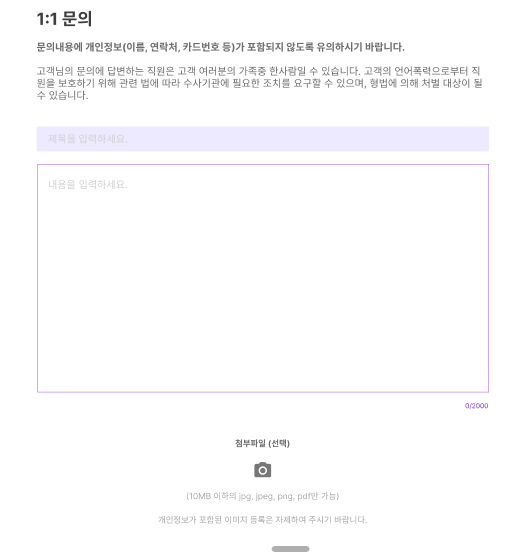 1:1 문의
문의내용에 개인정보(이름, 연락처, 카드번호 등)가 포함되지 않도록 유의하시기 바랍니다.
고객님의 문의에 답변하는 직원은 고객 여러분의 가족중 한사람일 수 있습니다. 고객의 언어폭력으로부터 직
원을 보호하기 위해 관련 법에 따라 수사기관에 필요한 조치를 요구할 수 있으며, 형법에 의해 처벌 대상이 될
수 있습니다.
제목을 입력하세요.
내용을 입력하세요.
0/2000
첨부파일 (선택)
(10MB 이하의 jpg, jpeg, png, pdf만 가능)
개인정보가 포함된 이미지 등록은 자제하여 주시기 바랍니다.